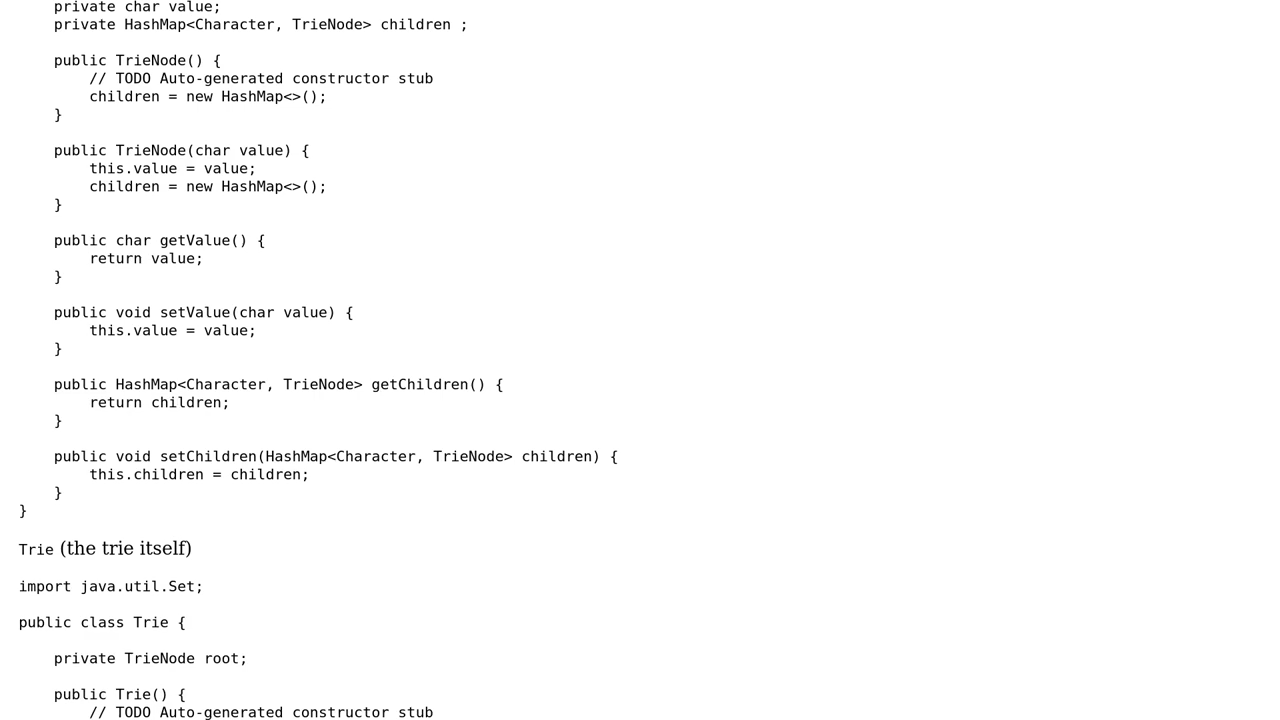 private char value;
private HashMap<Character, TrieNode> children ;
public TrieNode() {
// TODO Auto-generated constructor stub
children = new HashMap<>();
}
public TrieNode(char value) {
this.value = value;
children = new HashMap<>();
}
public char getValue() {
return value;
}
public void setValue(char value) {
this.value = value;
}
public HashMap<Character, TrieNode> getChildren() {
return children;
}
public void setChildren(HashMap<Character, TrieNode> children) {
this.children = children;
}
}
Trie (the trie itself)
import java.util.Set;
public class Trie {
private TrieNode root;
public Trie() {
// TODO Auto-generated constructor stub